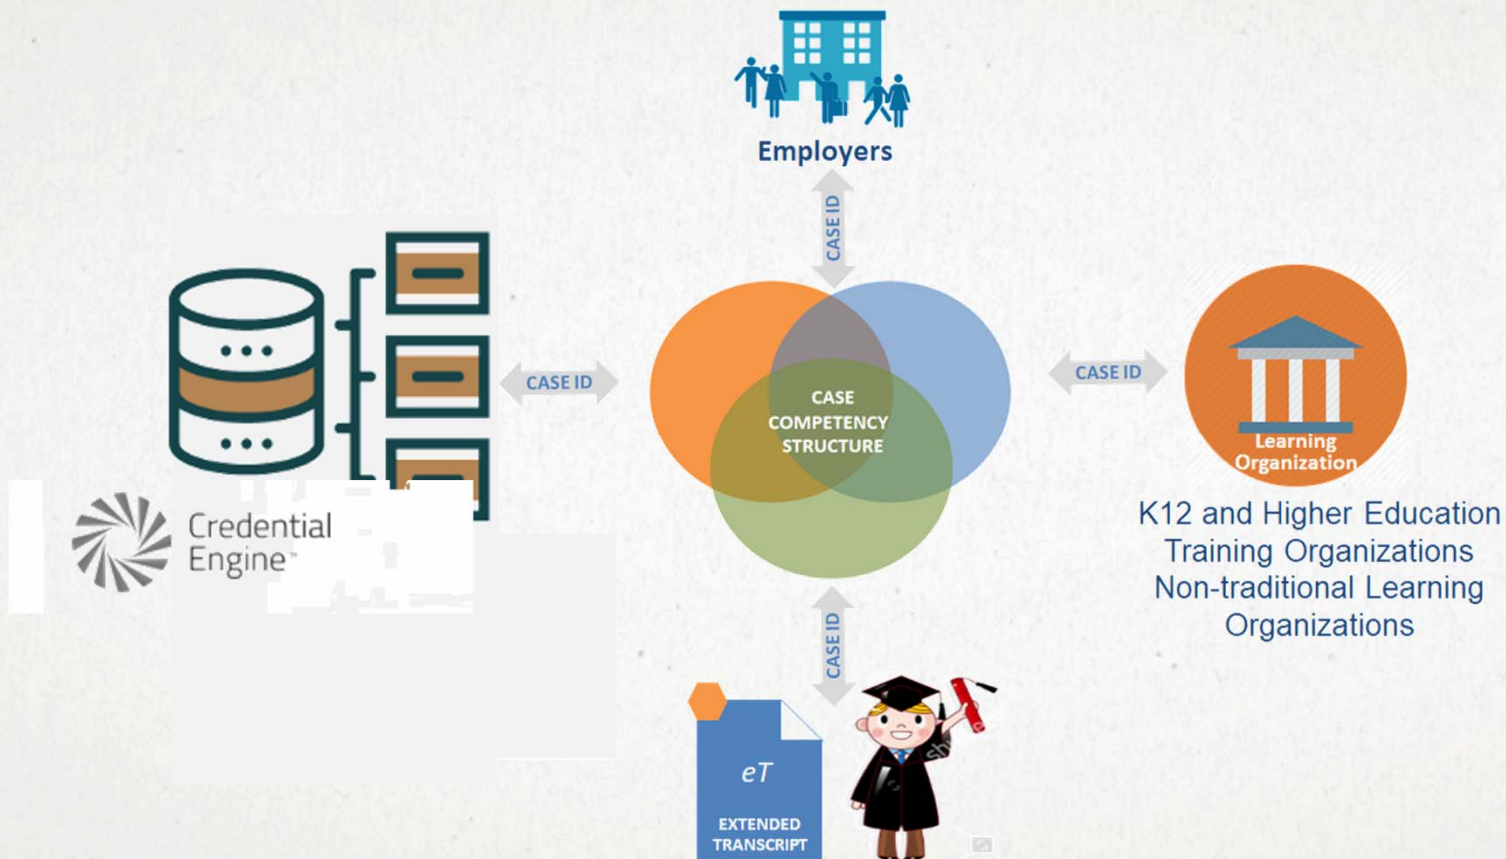 Employers
CASE ID
CASE ID
CASE
COMPETENCY
STRUCTURE
CASE ID
Learning
Organization
Credential
Engine
K12 and Higher Education
Training Organizations
Non-traditional Learning
Organizations
CASE ID
eT
EXTENDED
TRANSCRIPT